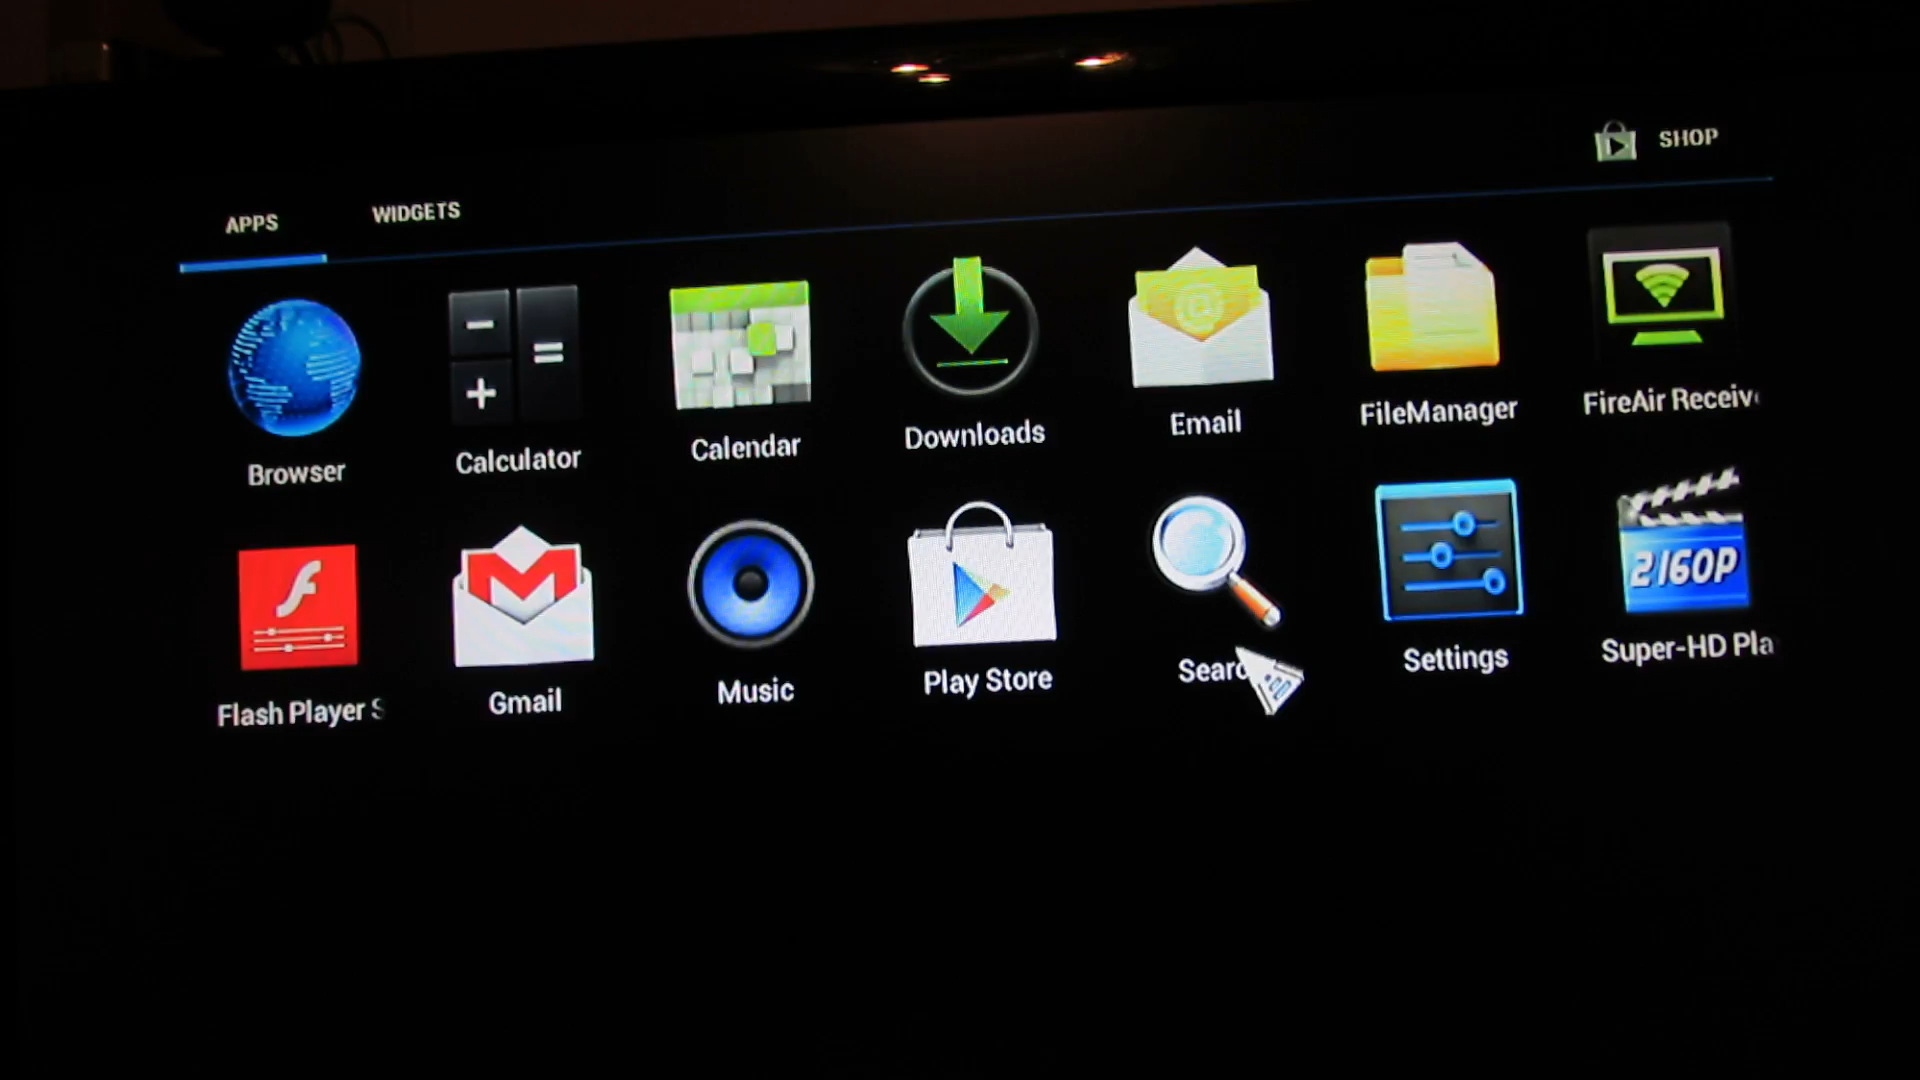 SHOP
APPS WIDGETS
Browser Calculator Calendar Downloads Email FileManager FireAir Receiv
2160P
Flash Player S Gmail Music Play Store Searc Settings Super-HD Pla